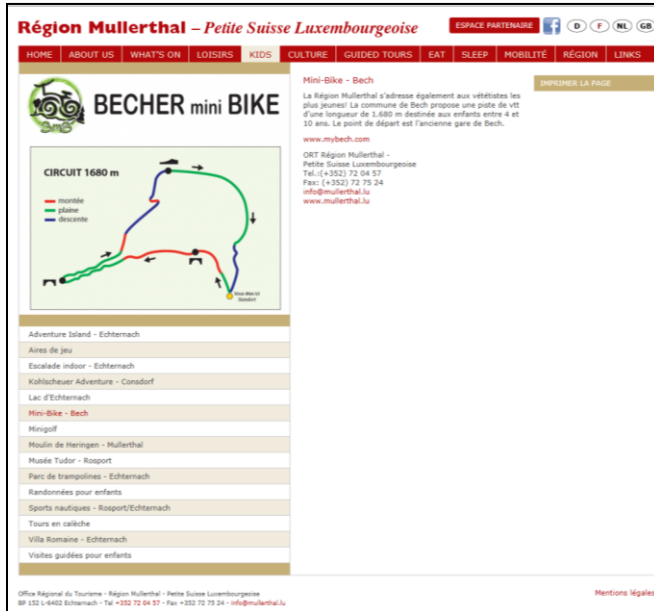 Région Mullerthal – Petite Suisse Luxembourgeoise
ESPACE PARTENAIRE f D F NL GB
HOME ABOUT US WHAT'S ON LOISIRS KIDS CULTURE GUIDED TOURS EAT SLEEP MOBILITÉ RÉGION LINKS
BECHER mini BIKE
CIRCUIT 1680 m
montée
plaine
descente
Adventure Island - Echternach
Aires de jeu
Escalade indoor - Echternach
Kohlscheuer Adventure - Consdorf
Lac d'Echternach
Mini-Bike - Bech
Minigolf
Moulin de Heringen - Mullerthal
Musée Tudor - Rosport
Parc de trampolines - Echternach
Randonnées pour enfants
Sports nautiques - Rosport/Echternach
Tours en calèche
Villa Romaine - Echternach
Visites guidées pour enfants
Mini-Bike - Bech
La Région Mullerthal s'adresse également aux vététistes les
plus jeunes! La commune de Bech propose une piste de vtt
d'une longueur de 1.680 m destinée aux enfants entre 4 et
10 ans. Le point de départ est l'ancienne gare de Bech.
www.mybech.com
ORT Région Mullerthal -
Petite Suisse Luxembourgeoise
Tel.:(+352) 72 04 57
Fax: (+352) 72 75 24
info@mullerthal.lu
www.mullerthal.lu
IMPRIMER LA PAGE
Office Régional du Tourisme - Région Mullerthal - Petite Suisse Luxembourgeoise
BP 152 L-6402 Echternach - Tel +352 72 04 57 - Fax +352 72 75 24 - info@mullerthal.lu
Mentions légales